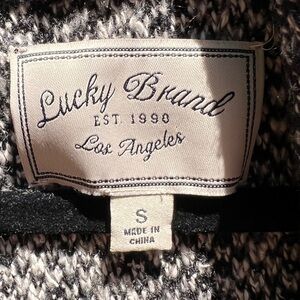 Lucky Brand
EST. 1990
Los Angeles
S
MADE IN
CHINA